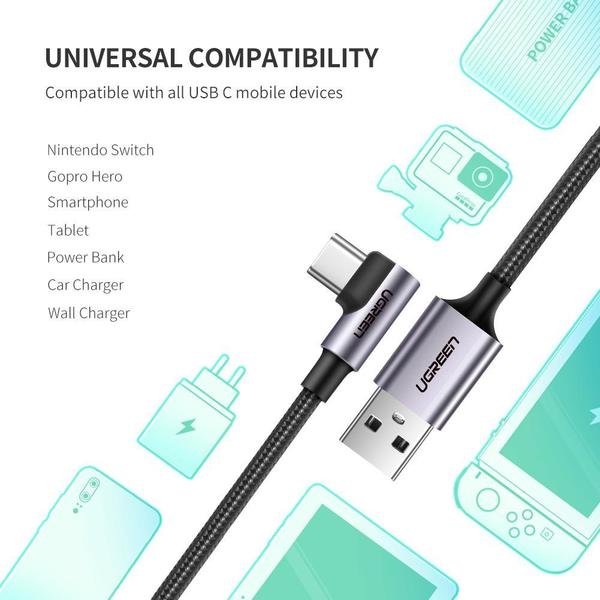 UNIVERSAL COMPATIBILITY
Compatible with all USB C mobile devices
Nintendo Switch
Gopro Hero
Smartphone
Tablet
Power Bank
Car Charger
Wall Charger
POWER BA
UGREEN
UGREEN